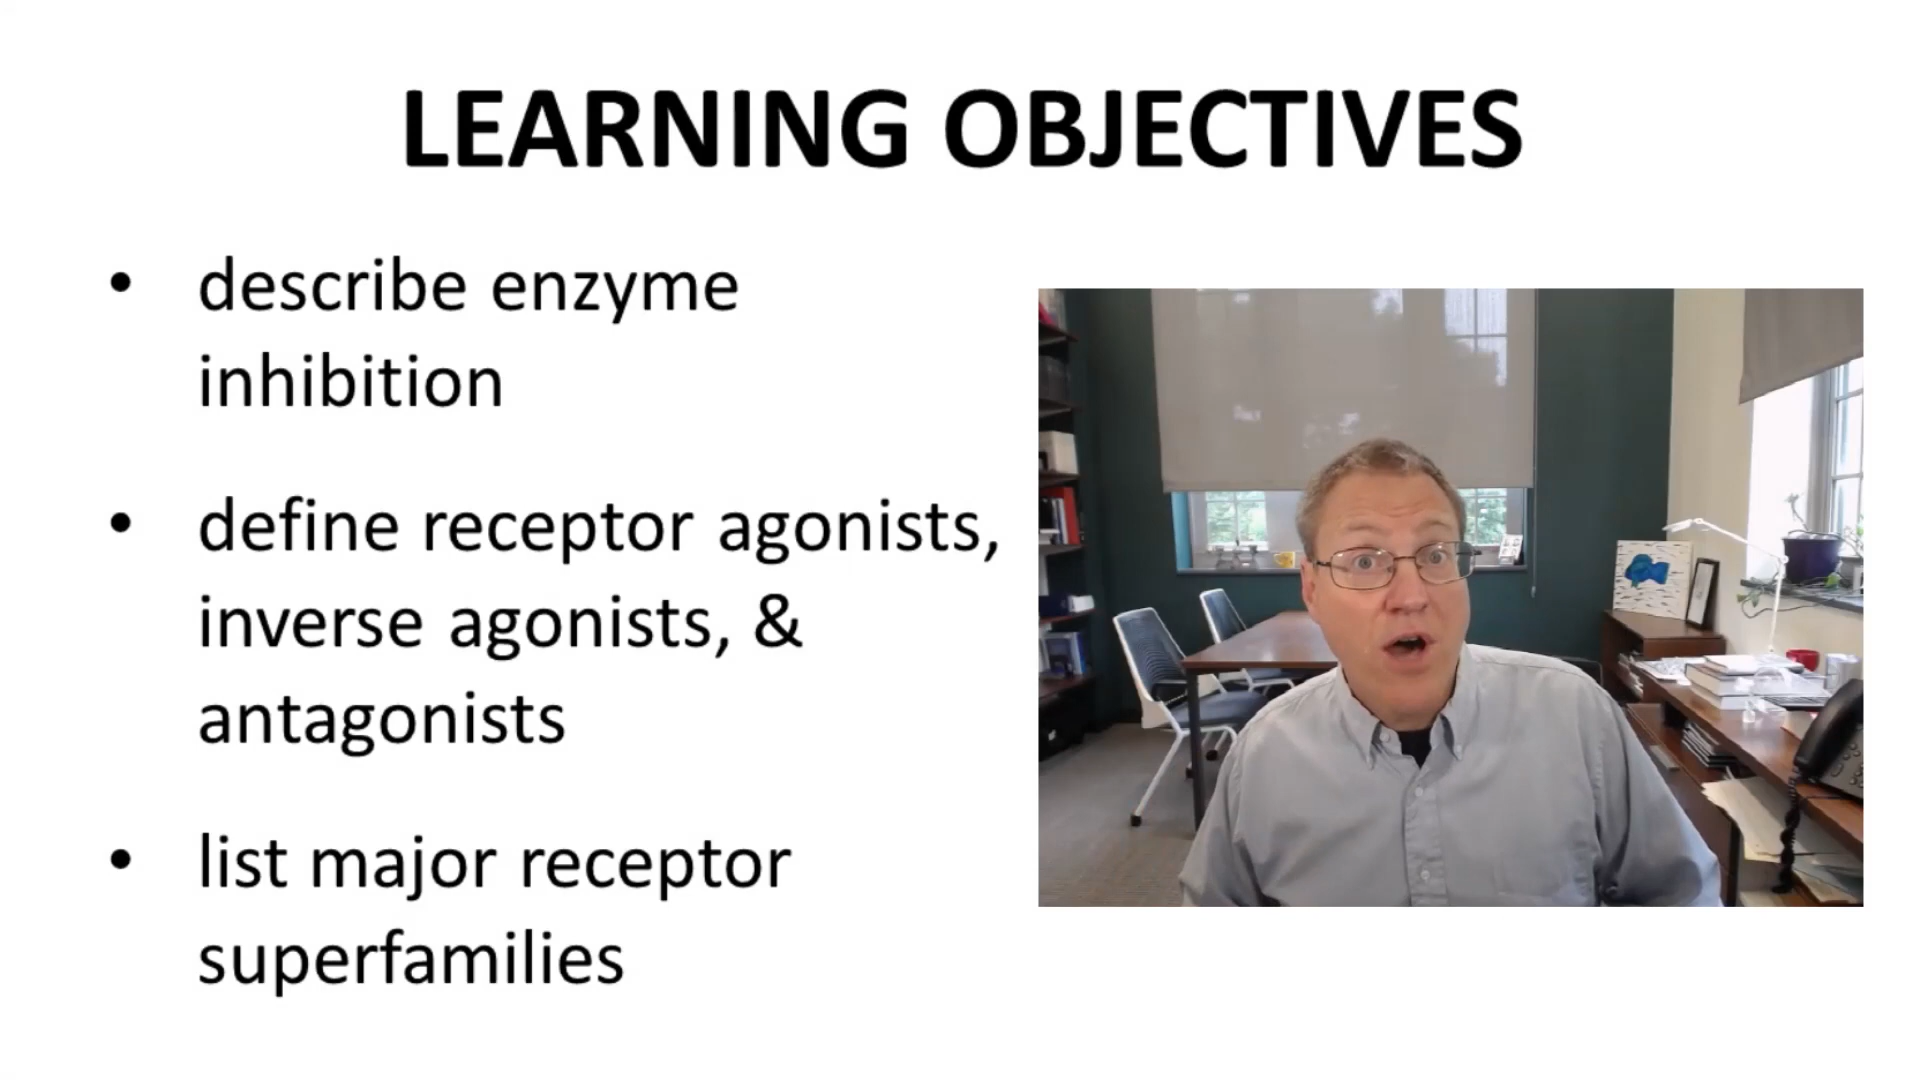 LEARNING OBJECTIVES
• describe enzyme
inhibition
• define receptor agonists,
inverse agonists, &
antagonists
• list major receptor
superfamilies